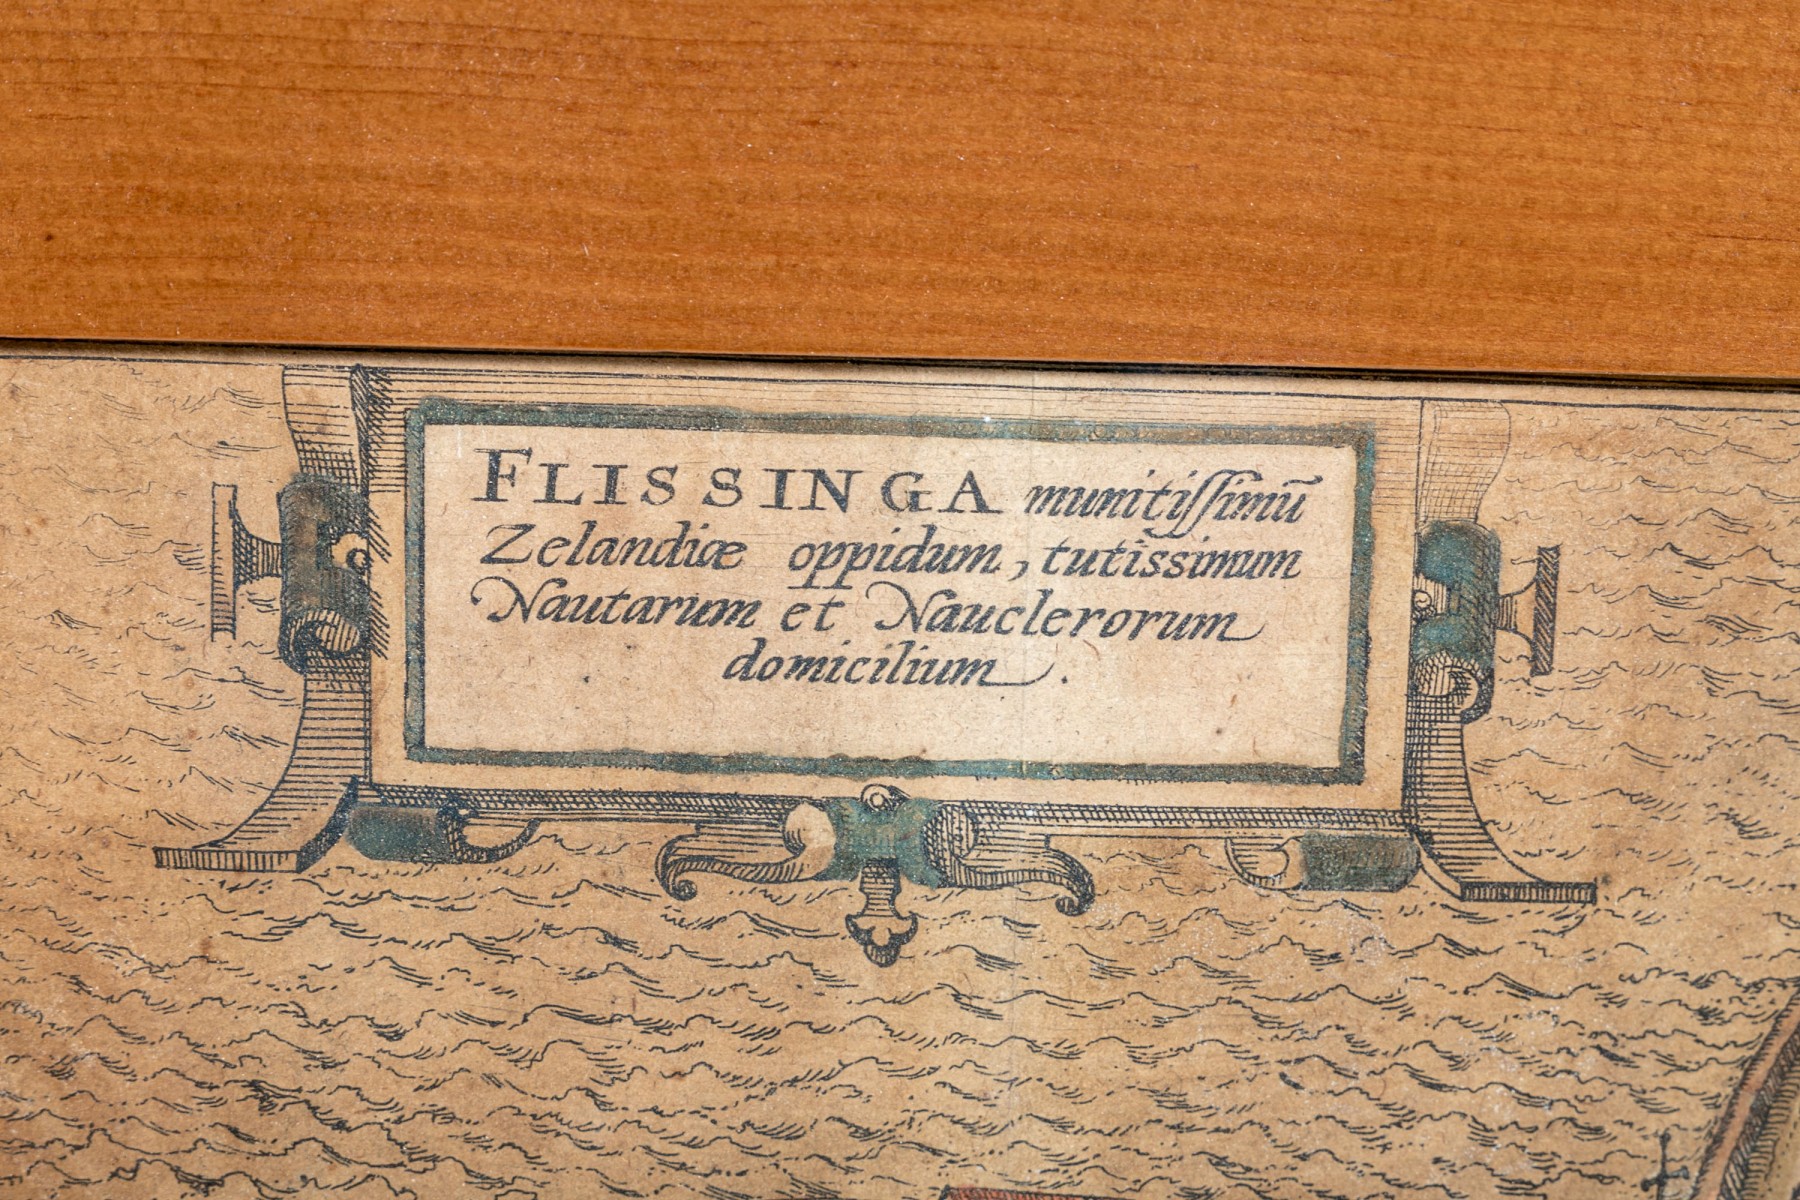 FLISSINGA munitiſſimū
Zelandiæ oppidum, tutissimum
Nautarum et Nauclerorum
domicilium.